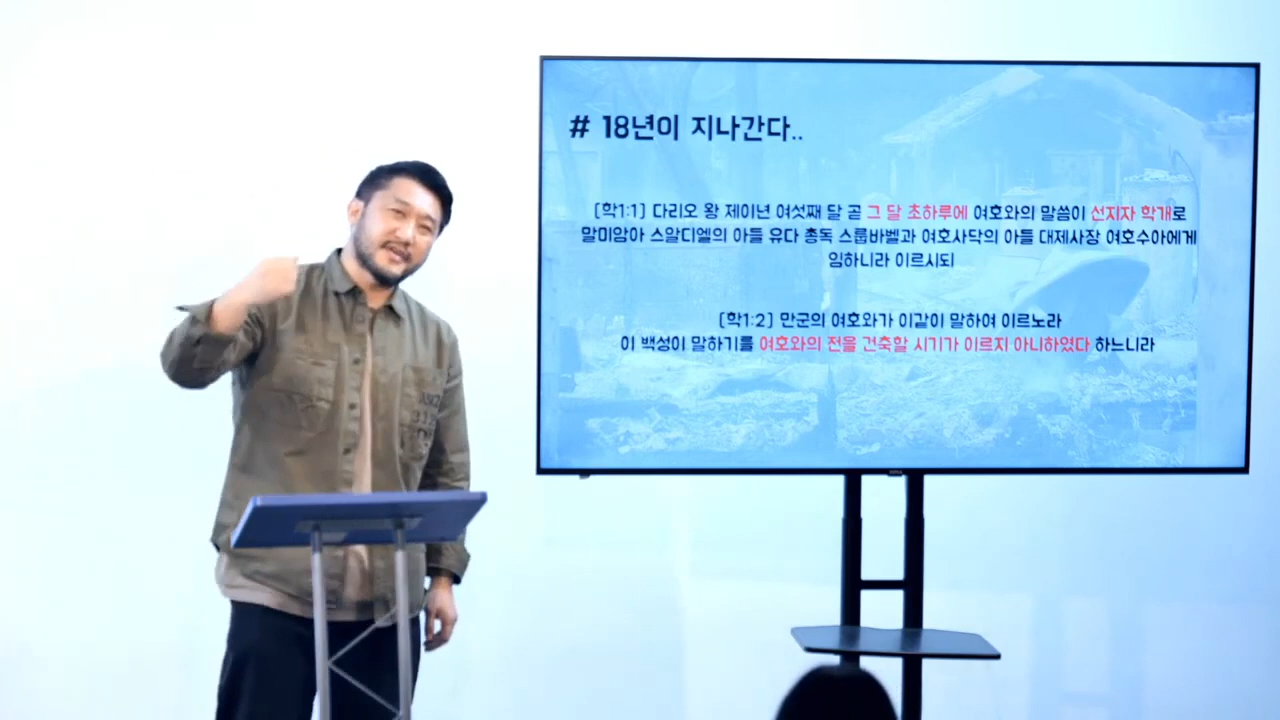 # 18년이 지나간다..
[학1:1] 다리오 왕 제이년 여섯째 달 곧 그 달 초하루에 여호와의 말씀이 선지자 학개로
말미암아 스알디엘의 아들 유다 총독 스룹바벨과 여호사닥의 아들 대제사장 여호수아에게
임하니라 이르시되
[학1:2] 만군의 여호와가 이같이 말하여 이르노라
이 백성이 말하기를 여호와의 전을 건축할 시기가 이르지 아니하였다 하느니라